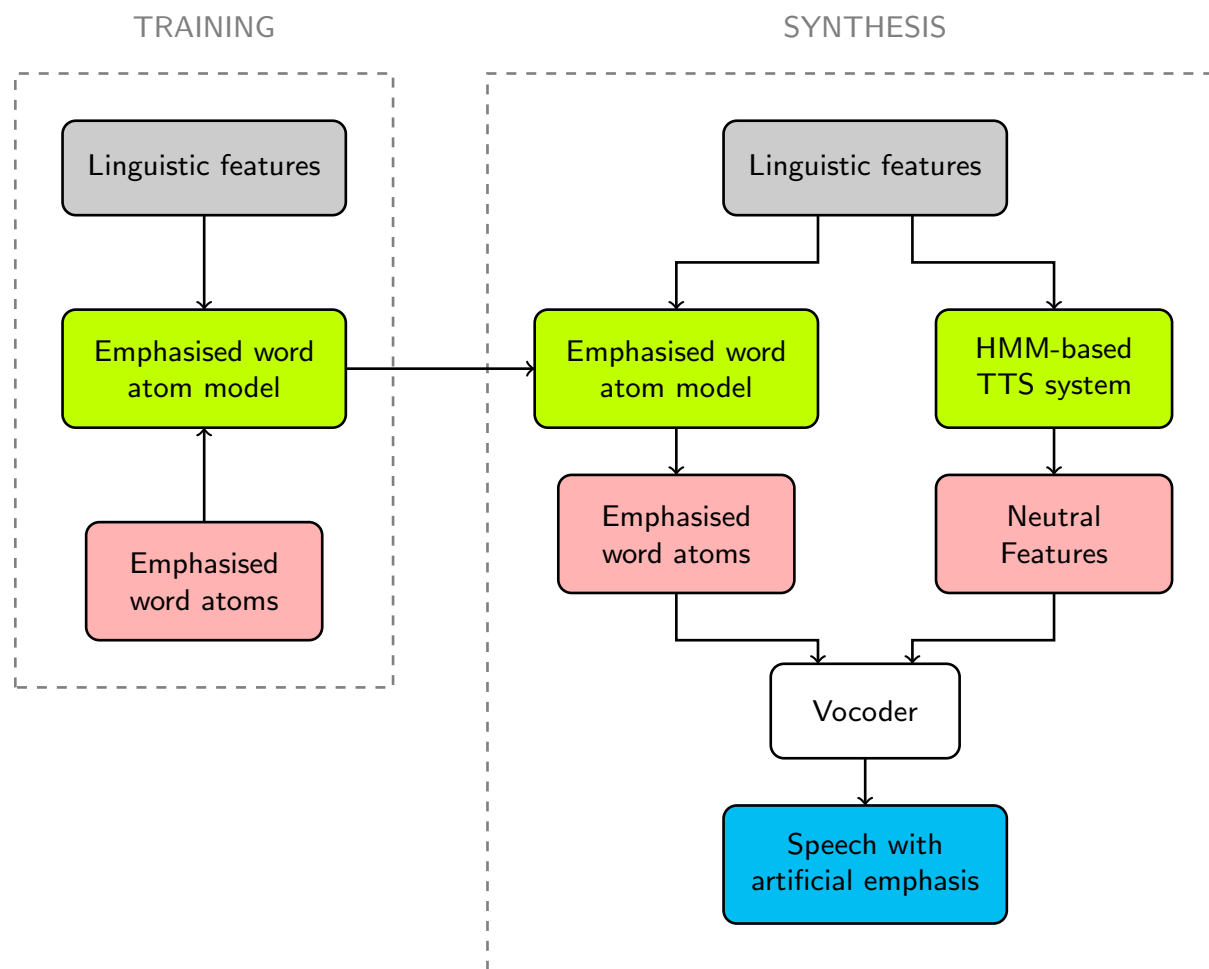 TRAINING
Linguistic features
Emphasised word
atom model
Emphasised
word atoms
SYNTHESIS
Linguistic features
Emphasised word
atom model
HMM-based
TTS system
Emphasised
word atoms
Neutral
Features
Vocoder
Speech with
artificial emphasis